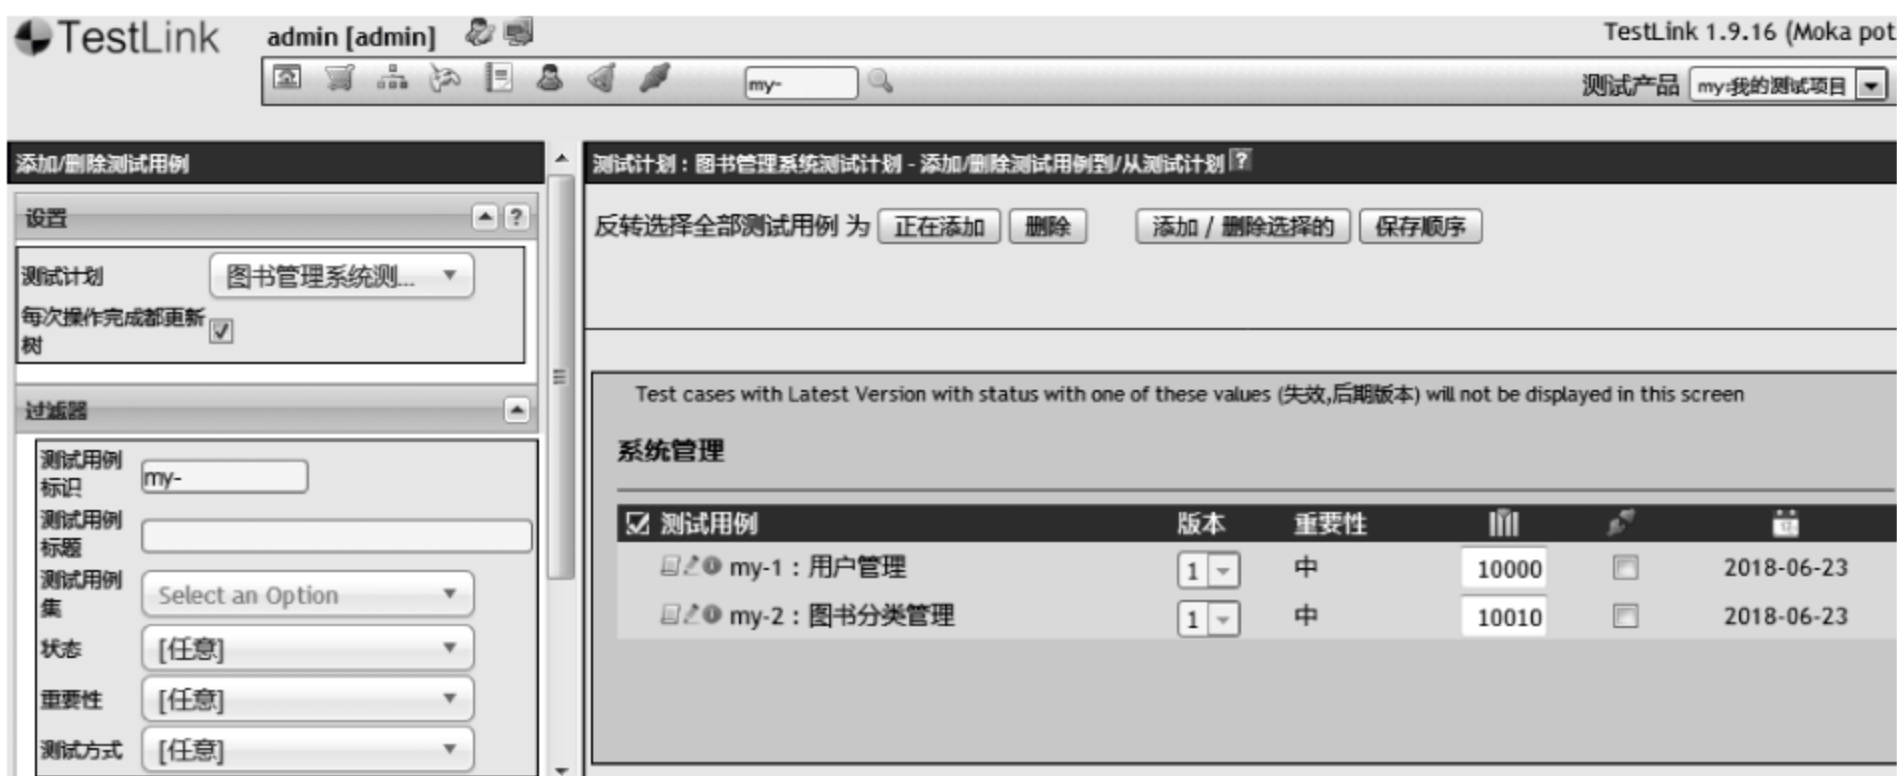 TestLink
admin [admin]
TestLink 1.9.16 (Moka pot
my-
测试产品 my:我的测试项目
添加/删除测试用例
设置 ?
测试计划 图书管理系统测...
每次操作完成都更新
树
过滤器
测试用例
标识 my-
测试用例
标题
测试用例
集 Select an Option
状态 [任意]
重要性 [任意]
测试方式 [任意]
测试计划 : 图书管理系统测试计划 - 添加/删除测试用例到/从测试计划 ?
反转选择全部测试用例 为 正在添加 删除 添加 / 删除选择的 保存顺序
Test cases with Latest Version with status with one of these values (失效,后期版本) will not be displayed in this screen
系统管理
测试用例 版本 重要性
my-1 : 用户管理 1 中 10000 2018-06-23
my-2 : 图书分类管理 1 中 10010 2018-06-23